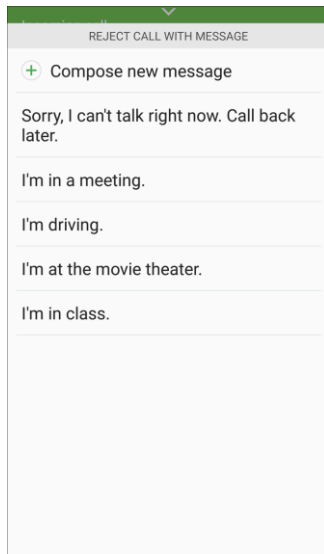 REJECT CALL WITH MESSAGE
Compose new message
Sorry, I can't talk right now. Call back
later.
I'm in a meeting.
I'm driving.
I'm at the movie theater.
I'm in class.